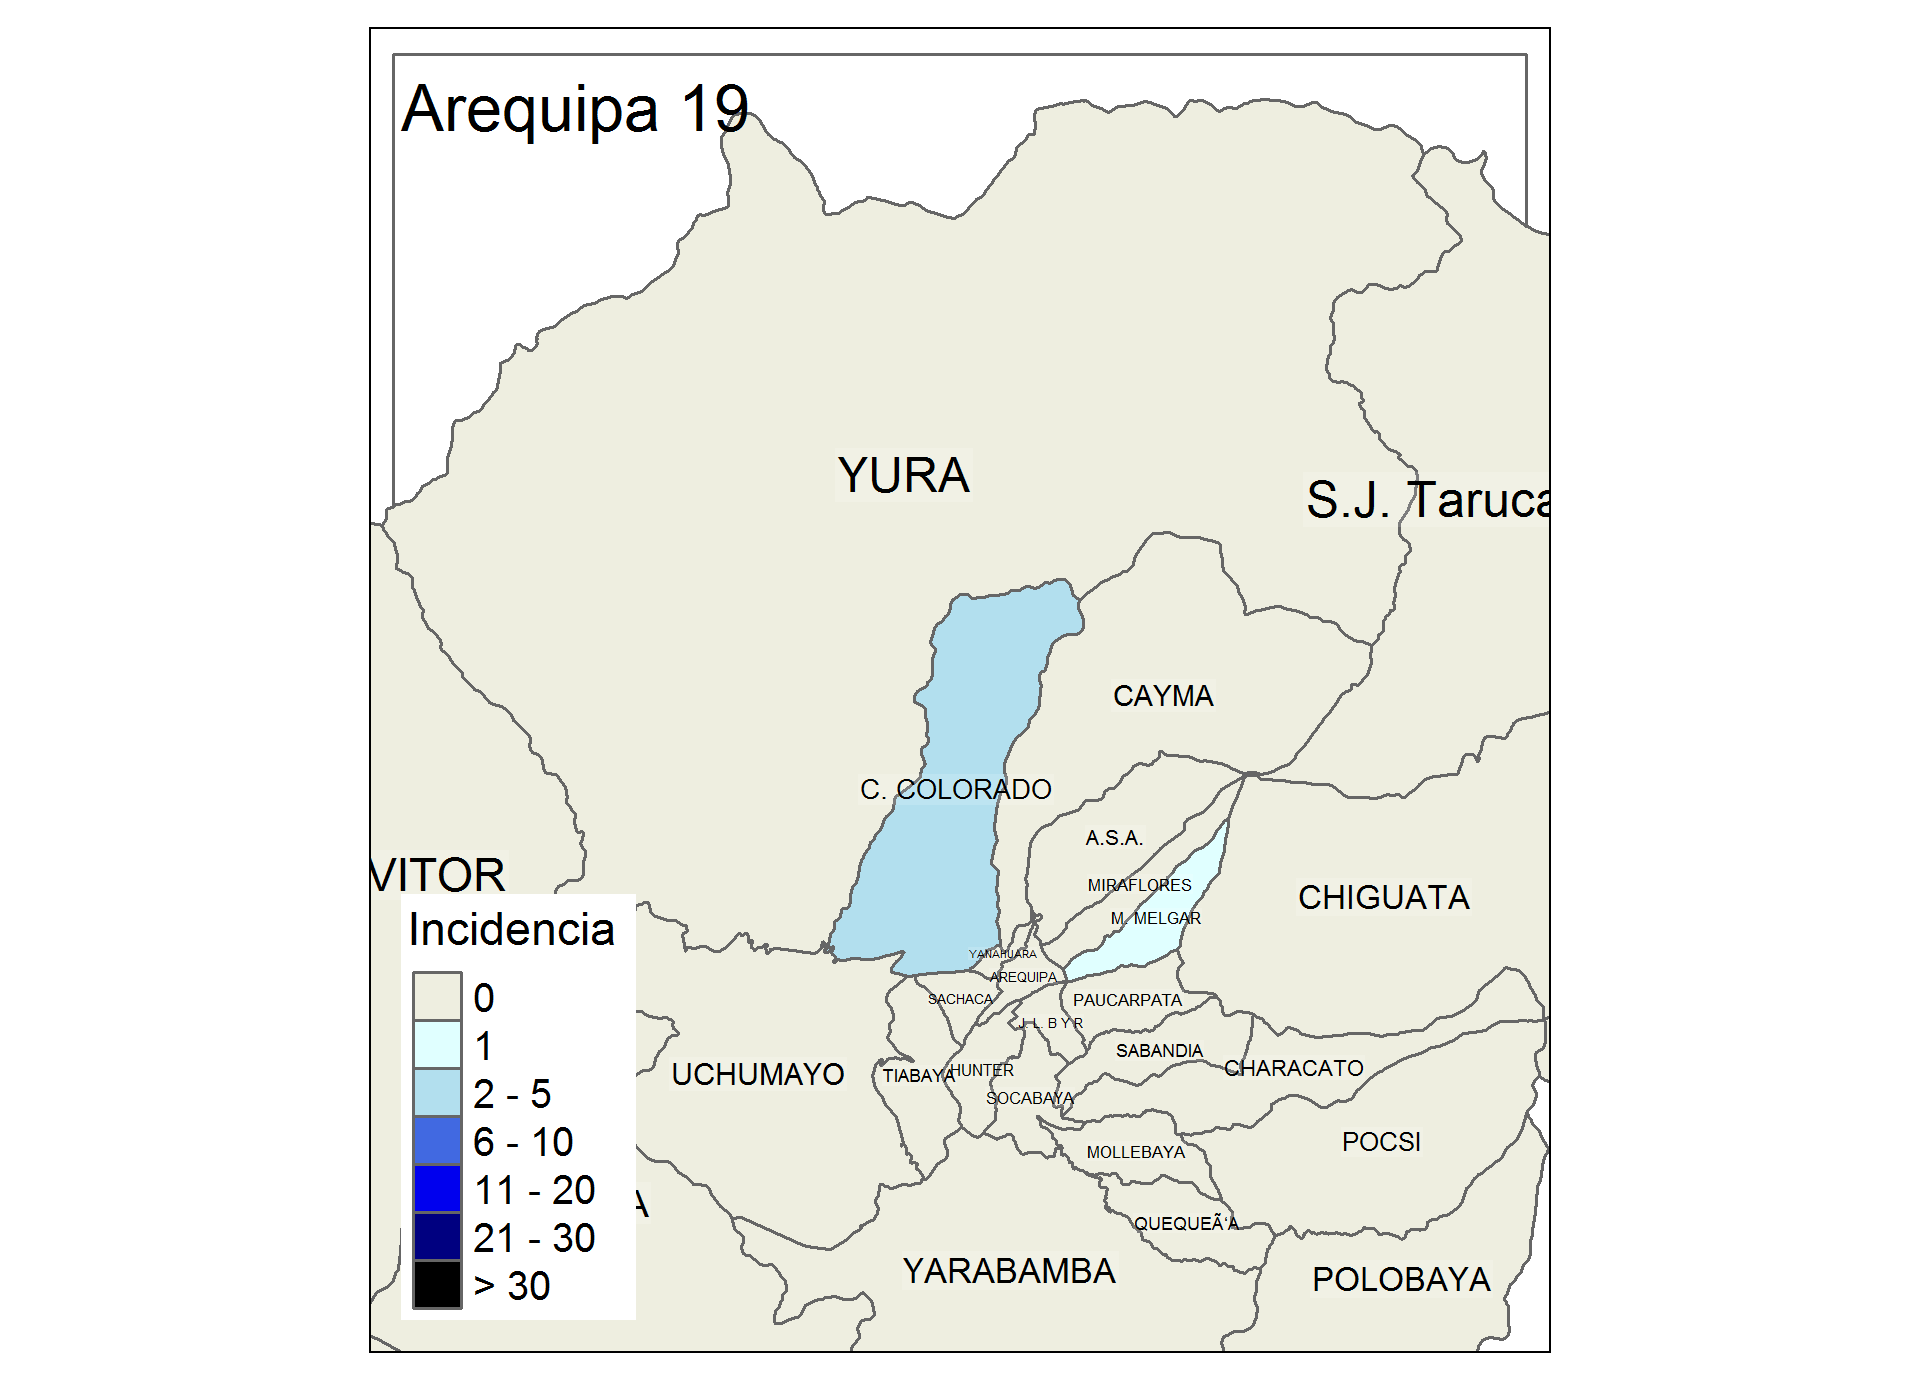 Arequipa 19
YURA
S.J. Taruca
CAYMA
C. COLORADO
A.S.A.
VITOR
MIRAFLORES
CHIGUATA
M. MELGAR
Incidencia
YANAHUARA
AREQUIPA
SACHACA
PAUCARPATA
J. L. B Y R
SABANDIA
CHARACATO
UCHUMAYO
TIABAYA
HUNTER
SOCABAYA
POCSI
MOLLEBAYA
QUEQUEÃ‘A
YARABAMBA
POLOBAYA
0
1
2 - 5
6 - 10
11 - 20
21 - 30
> 30